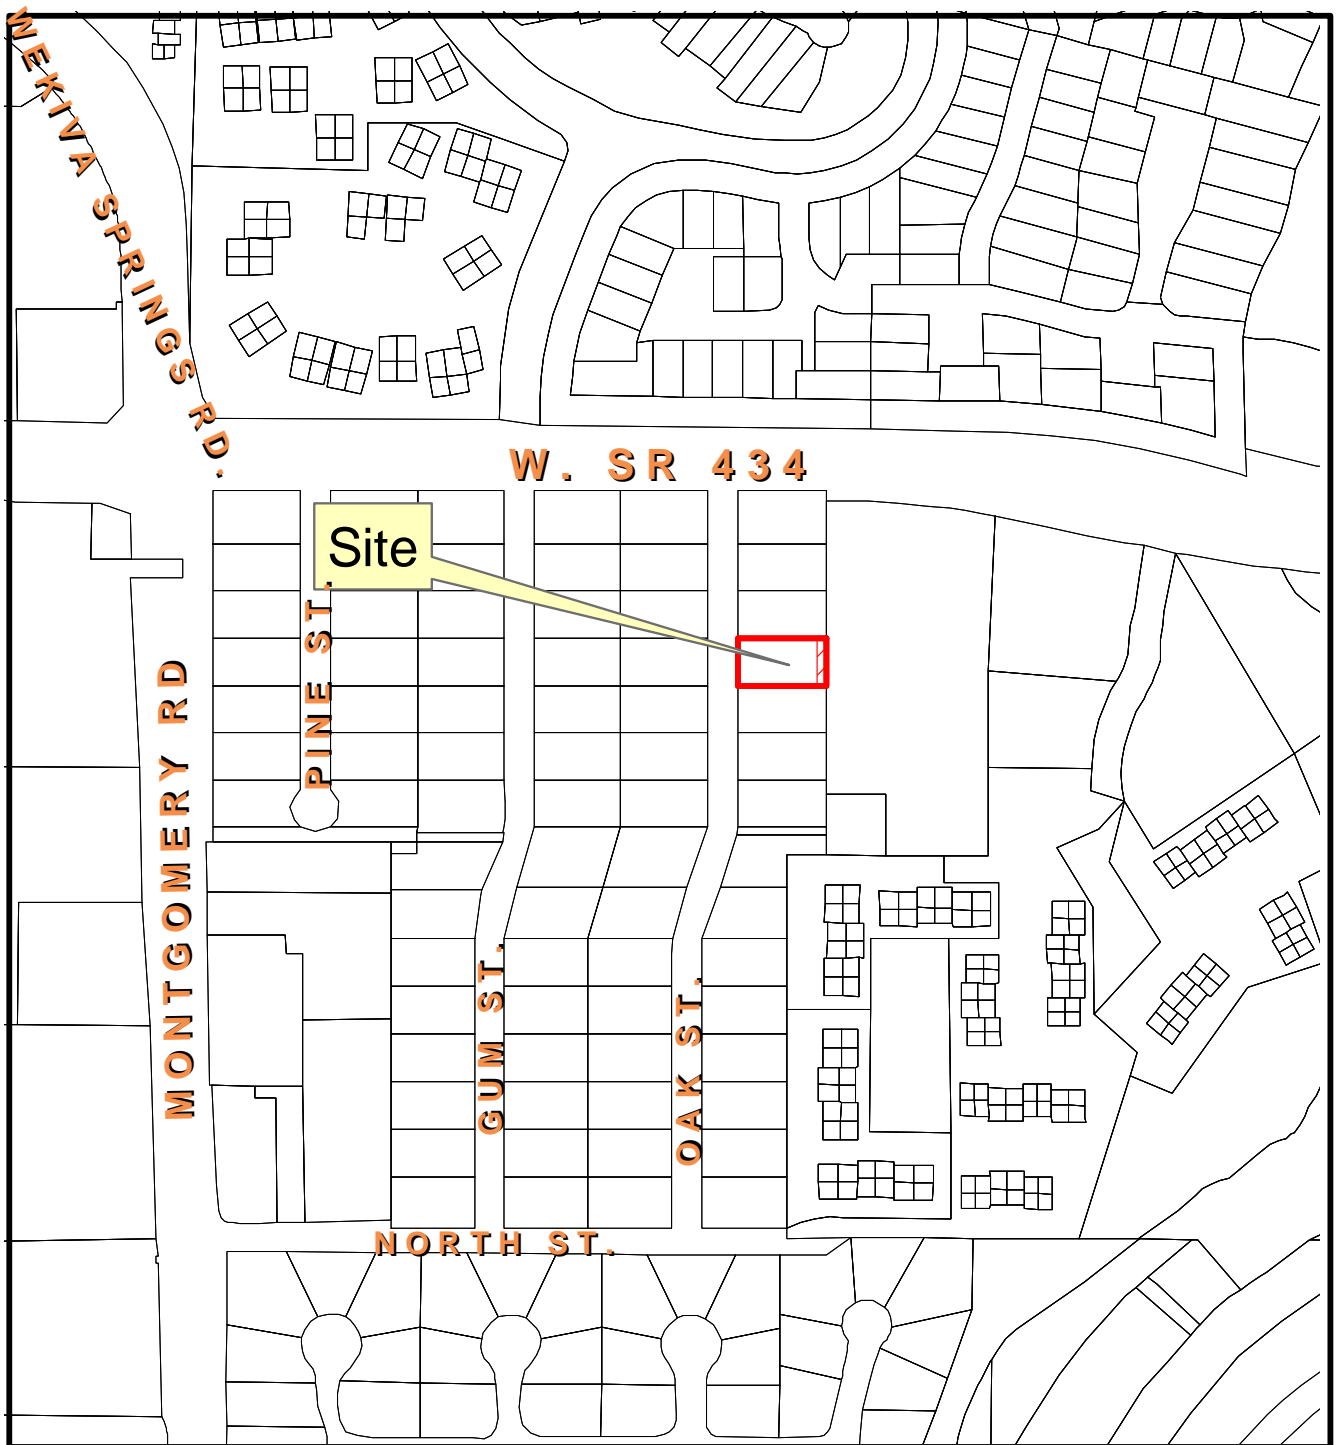 WEKIVA SPRINGS RD.
W. SR 434
Site
PINE ST.
MONTGOMERY RD
GUM ST.
OAK ST.
NORTH ST.